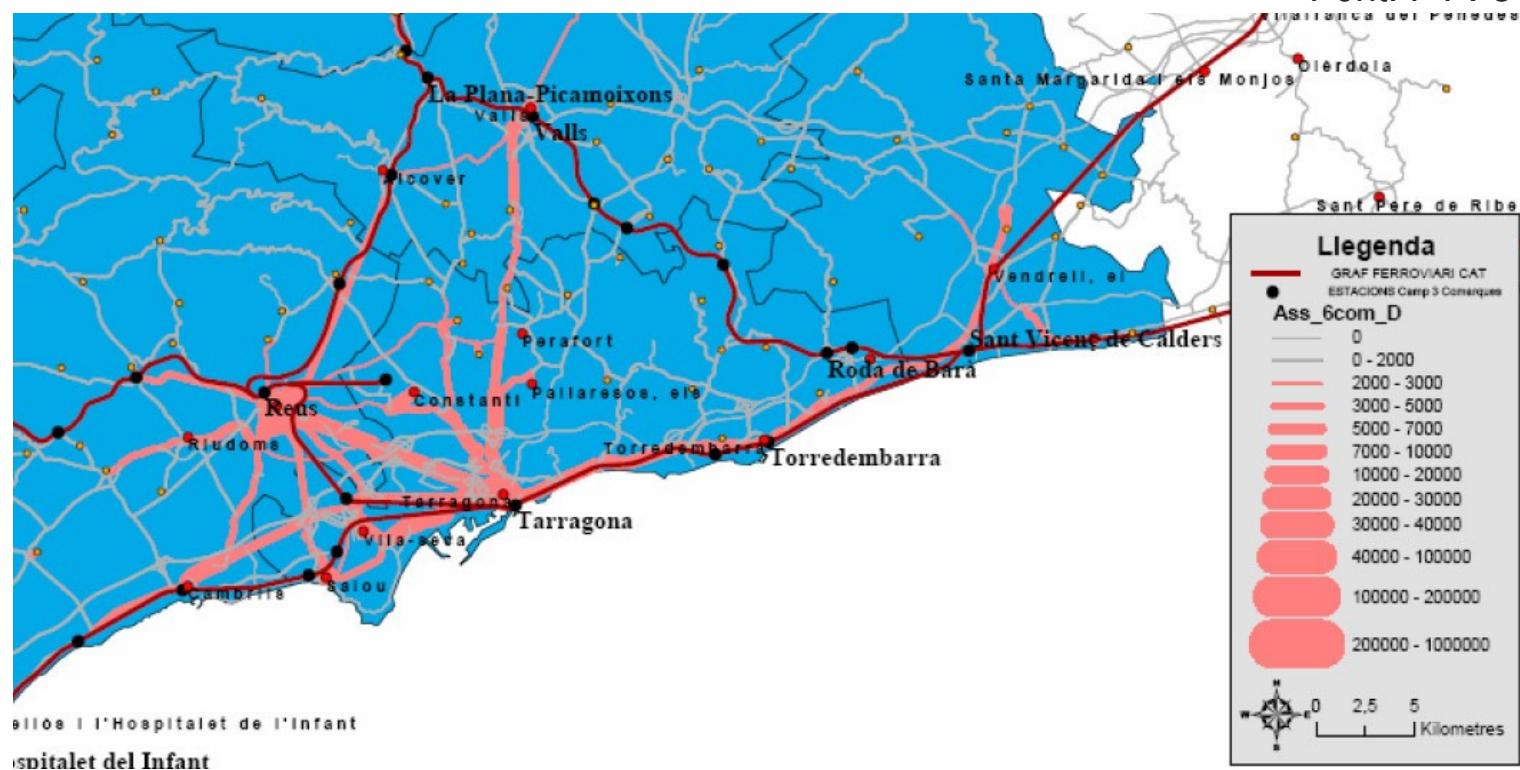 Vilafranca del Penedès
Olèrdola
Santa Margarida i els Monjos
La Plana-Picamoixons
Valls
Valls
Alcover
Sant Pere de Ribe
Vendrell, el
Perafort
Sant Vicenç de Calders
Roda de Barà
Pallaresos, els
Constantí
Reus
Riudoms
Torredembarra
Torredembarra
Tarragona
Tarragona
Vila-seca
Salou
Cambrils
ellòs i l'Hospitalet de l'Infant
ospitalet del Infant
Llegenda
GRAF FERROVIARI CAT
ESTACIONS Camp 3 Comarques
Ass_6com_D
0
0 - 2000
2000 - 3000
3000 - 5000
5000 - 7000
7000 - 10000
10000 - 20000
20000 - 30000
30000 - 40000
40000 - 100000
100000 - 200000
200000 - 1000000
N
W E
S
0 2,5 5
Kilometres